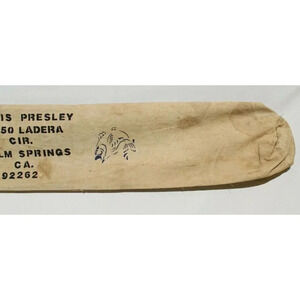 IS PRESLEY
50 LADERA
CIR.
LM SPRINGS
CA.
92262